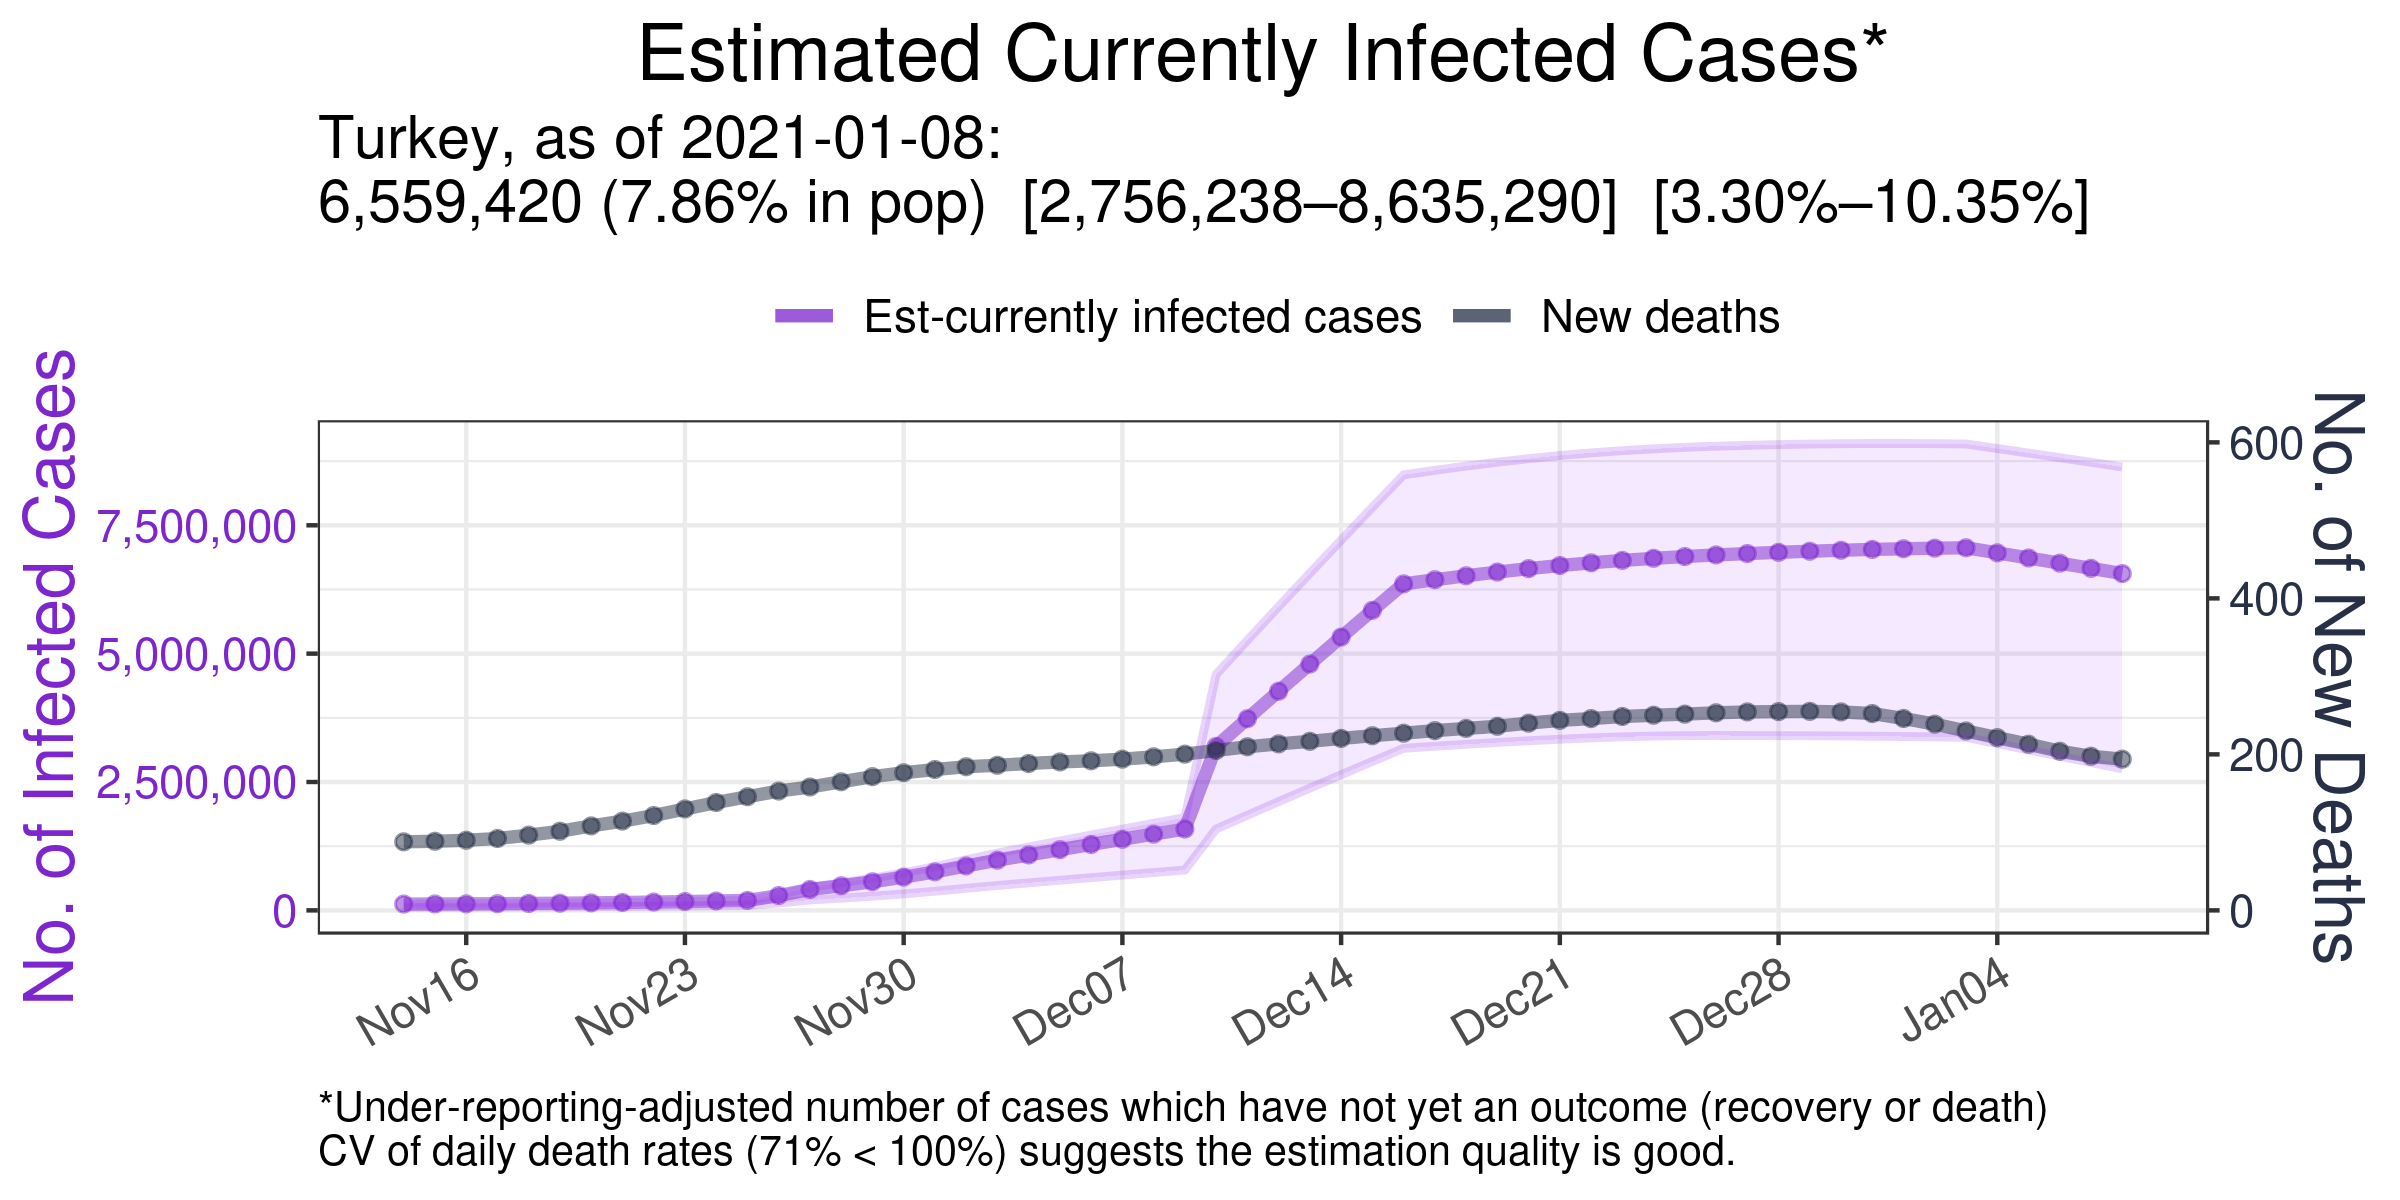 Estimated Currently Infected Cases*
Turkey, as of 2021-01-08:
6,559,420 (7.86% in pop)  [2,756,238–8,635,290]  [3.30%–10.35%]
Est-currently infected cases
New deaths
No. of Infected Cases
7,500,000
5,000,000
2,500,000
0
600
400
200
0
No. of New Deaths
Nov16
Nov23
Nov30
Dec07
Dec14
Dec21
Dec28
Jan04
*Under-reporting-adjusted number of cases which have not yet an outcome (recovery or death)
CV of daily death rates (71% < 100%) suggests the estimation quality is good.